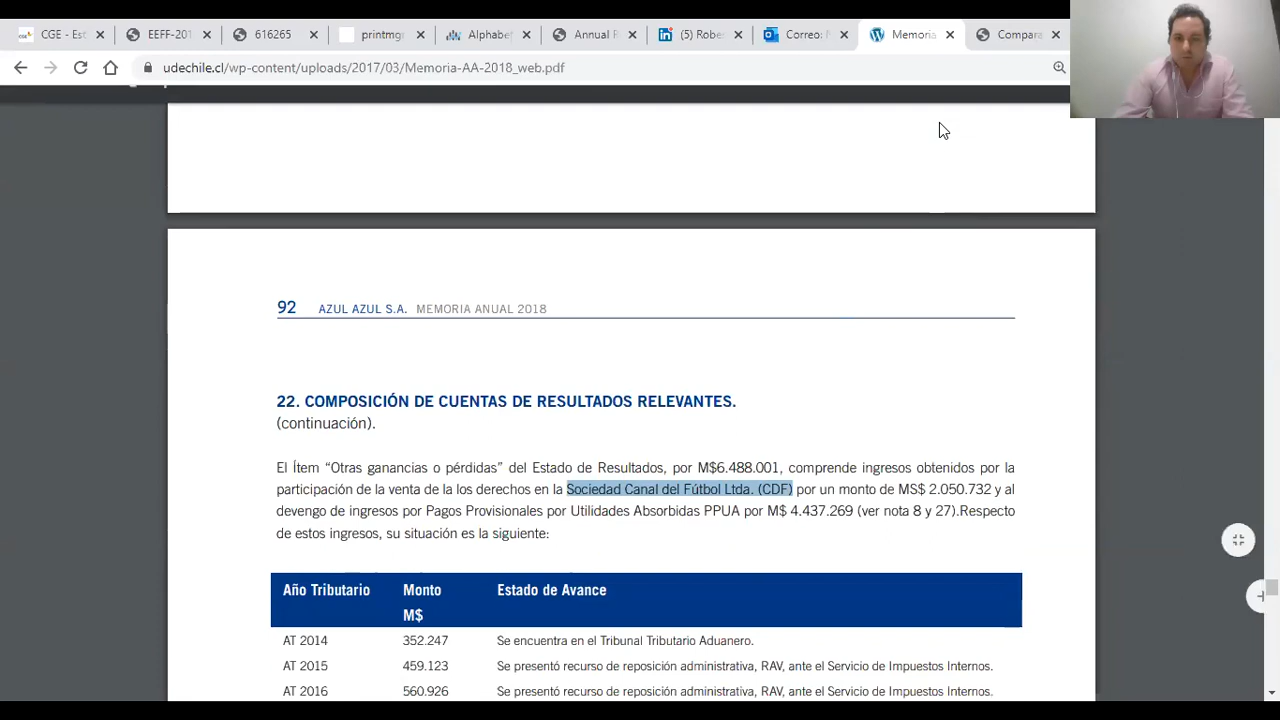 CGE - Est
EEFF-201
616265
printmg
Alphabet
Annual R
(5) Rober
Correo: M
Memoria
Compara
udechile.cl/wp-content/uploads/2017/03/Memoria-AA-2018_web.pdf
92 AZUL AZUL S.A. MEMORIA ANUAL 2018
22. COMPOSICIÓN DE CUENTAS DE RESULTADOS RELEVANTES.
(continuación).
El Ítem “Otras ganancias o pérdidas” del Estado de Resultados, por M$6.488.001, comprende ingresos obtenidos por la
participación de la venta de la los derechos en la Sociedad Canal del Fútbol Ltda. (CDF) por un monto de MS$ 2.050.732 y al
devengo de ingresos por Pagos Provisionales por Utilidades Absorbidas PPUA por M$ 4.437.269 (ver nota 8 y 27).Respecto
de estos ingresos, su situación es la siguiente:
Año Tributario Monto Estado de Avance
M$
AT 2014 352.247 Se encuentra en el Tribunal Tributario Aduanero.
AT 2015 459.123 Se presentó recurso de reposición administrativa, RAV, ante el Servicio de Impuestos Internos.
AT 2016 560.926 Se presentó recurso de reposición administrativa, RAV, ante el Servicio de Impuestos Internos.